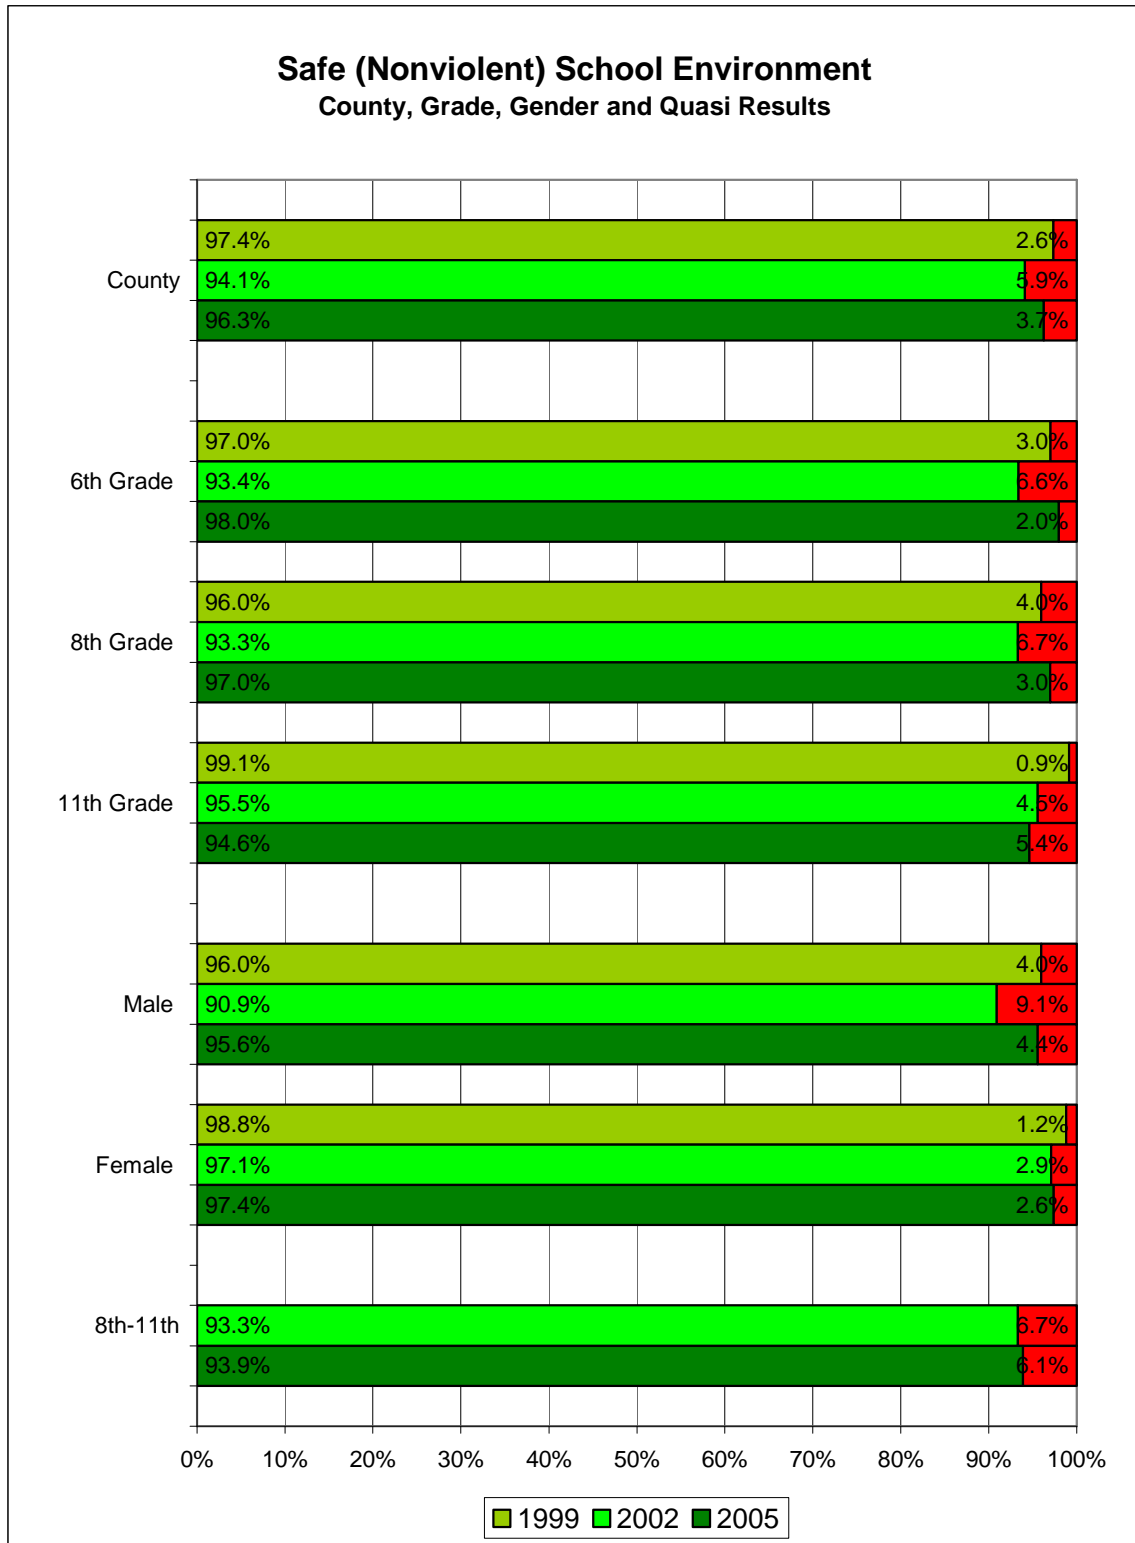 Safe (Nonviolent) School Environment
County, Grade, Gender and Quasi Results
97.4% 2.6%
County 94.1% 5.9%
96.3% 3.7%
97.0% 3.0%
6th Grade 93.4% 6.6%
98.0% 2.0%
96.0% 4.0%
8th Grade 93.3% 6.7%
97.0% 3.0%
99.1% 0.9%
11th Grade 95.5% 4.5%
94.6% 5.4%
96.0% 4.0%
Male 90.9% 9.1%
95.6% 4.4%
98.8% 1.2%
Female 97.1% 2.9%
97.4% 2.6%
8th-11th 93.3% 6.7%
93.9% 6.1%
0% 10% 20% 30% 40% 50% 60% 70% 80% 90% 100%
1999 2002 2005